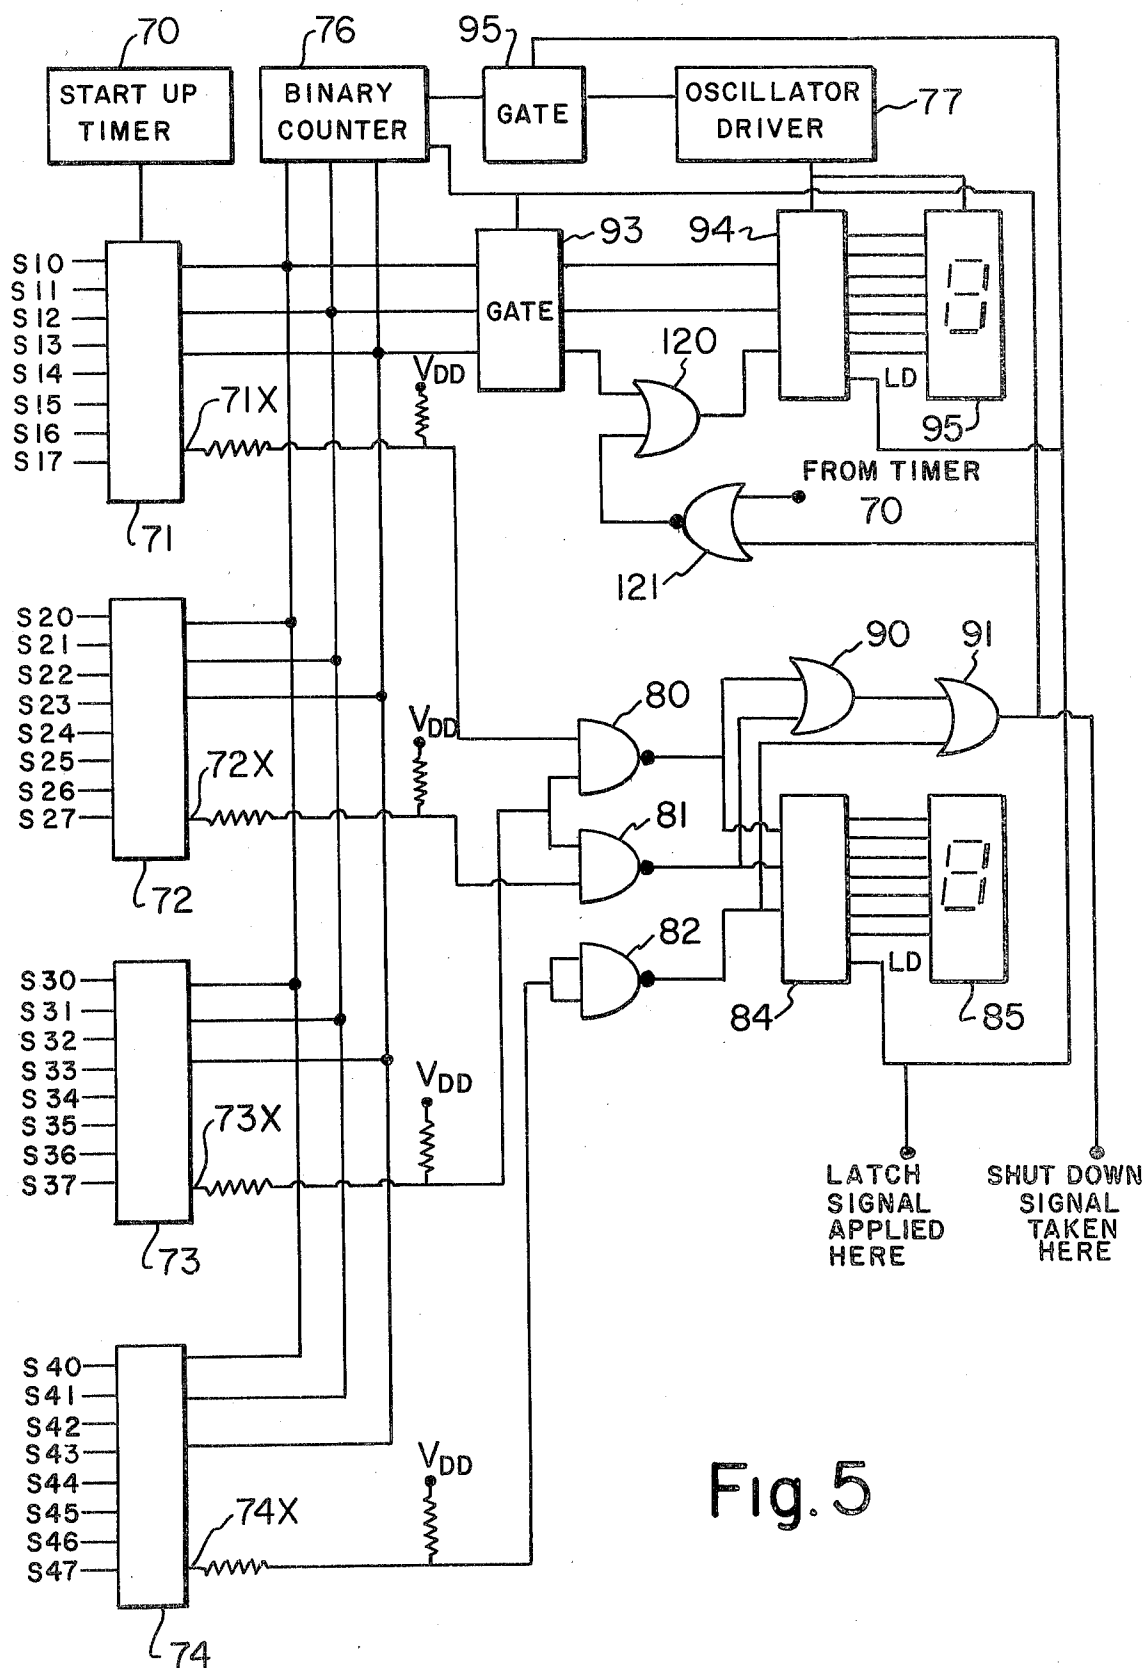 70
76
95
START UP
TIMER
BINARY
COUNTER
GATE
OSCILLATOR
DRIVER
77
S10
S11
S12
S13
S14
S15
S16
S17
71X
71
VDD
93
GATE
94
120
LD
95
FROM TIMER
70
121
S20
S21
S22
S23
S24
S25
S26
S27
72X
72
VDD
80
81
82
90
91
84
LD
85
S30
S31
S32
S33
S34
S35
S36
S37
73X
73
VDD
LATCH
SIGNAL
APPLIED
HERE
SHUT DOWN
SIGNAL
TAKEN
HERE
S40
S41
S42
S43
S44
S45
S46
S47
74X
74
VDD
Fig. 5